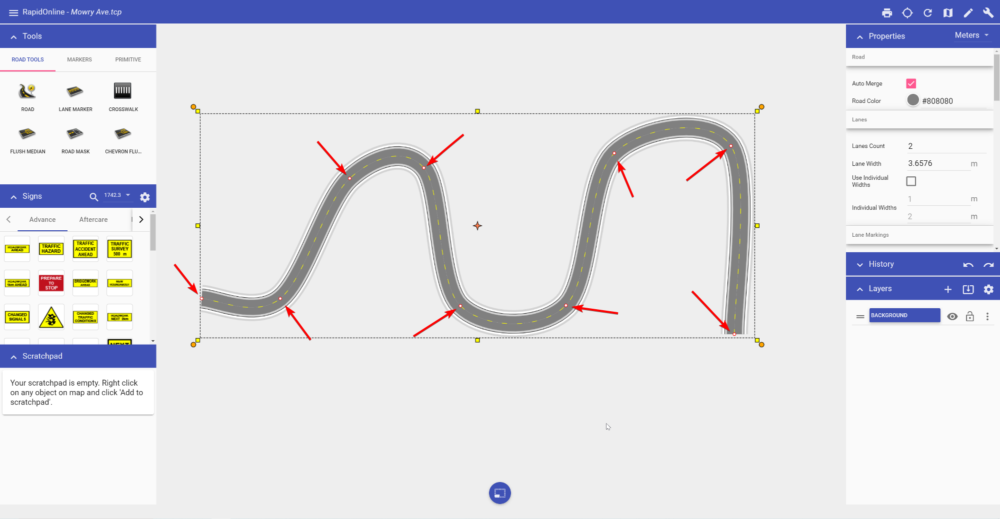 RapidOnline - Mowry Ave.tcp
Tools
ROAD TOOLS MARKERS PRIMITIVE
ROAD LANE MARKER CROSSWALK
FLUSH MEDIAN ROAD MASK CHEVRON FLU...
Signs 1742.3
Advance Aftercare
ROADWORK
AHEAD
TRAFFIC
HAZARD
TRAFFIC
ACCIDENT
AHEAD
TRAFFIC
SURVEY
500 m
ROADWORK
1km AHEAD
PREPARE
TO
STOP
BRIDGEWORK
AHEAD
NEW
ROUNDABOUT
CHANGED
SIGNALS
CHANGED
TRAFFIC
CONDITIONS
ROADWORK
NEXT 2km
NEXT
Scratchpad
Your scratchpad is empty. Right click
on any object on map and click 'Add to
scratchpad'.
Properties Meters
Road
Auto Merge
Road Color #808080
Lanes
Lanes Count 2
Lane Width 3.6576 m
Use Individual
Widths
Individual Widths
1 m
2 m
Lane Markings
History
Layers
BACKGROUND